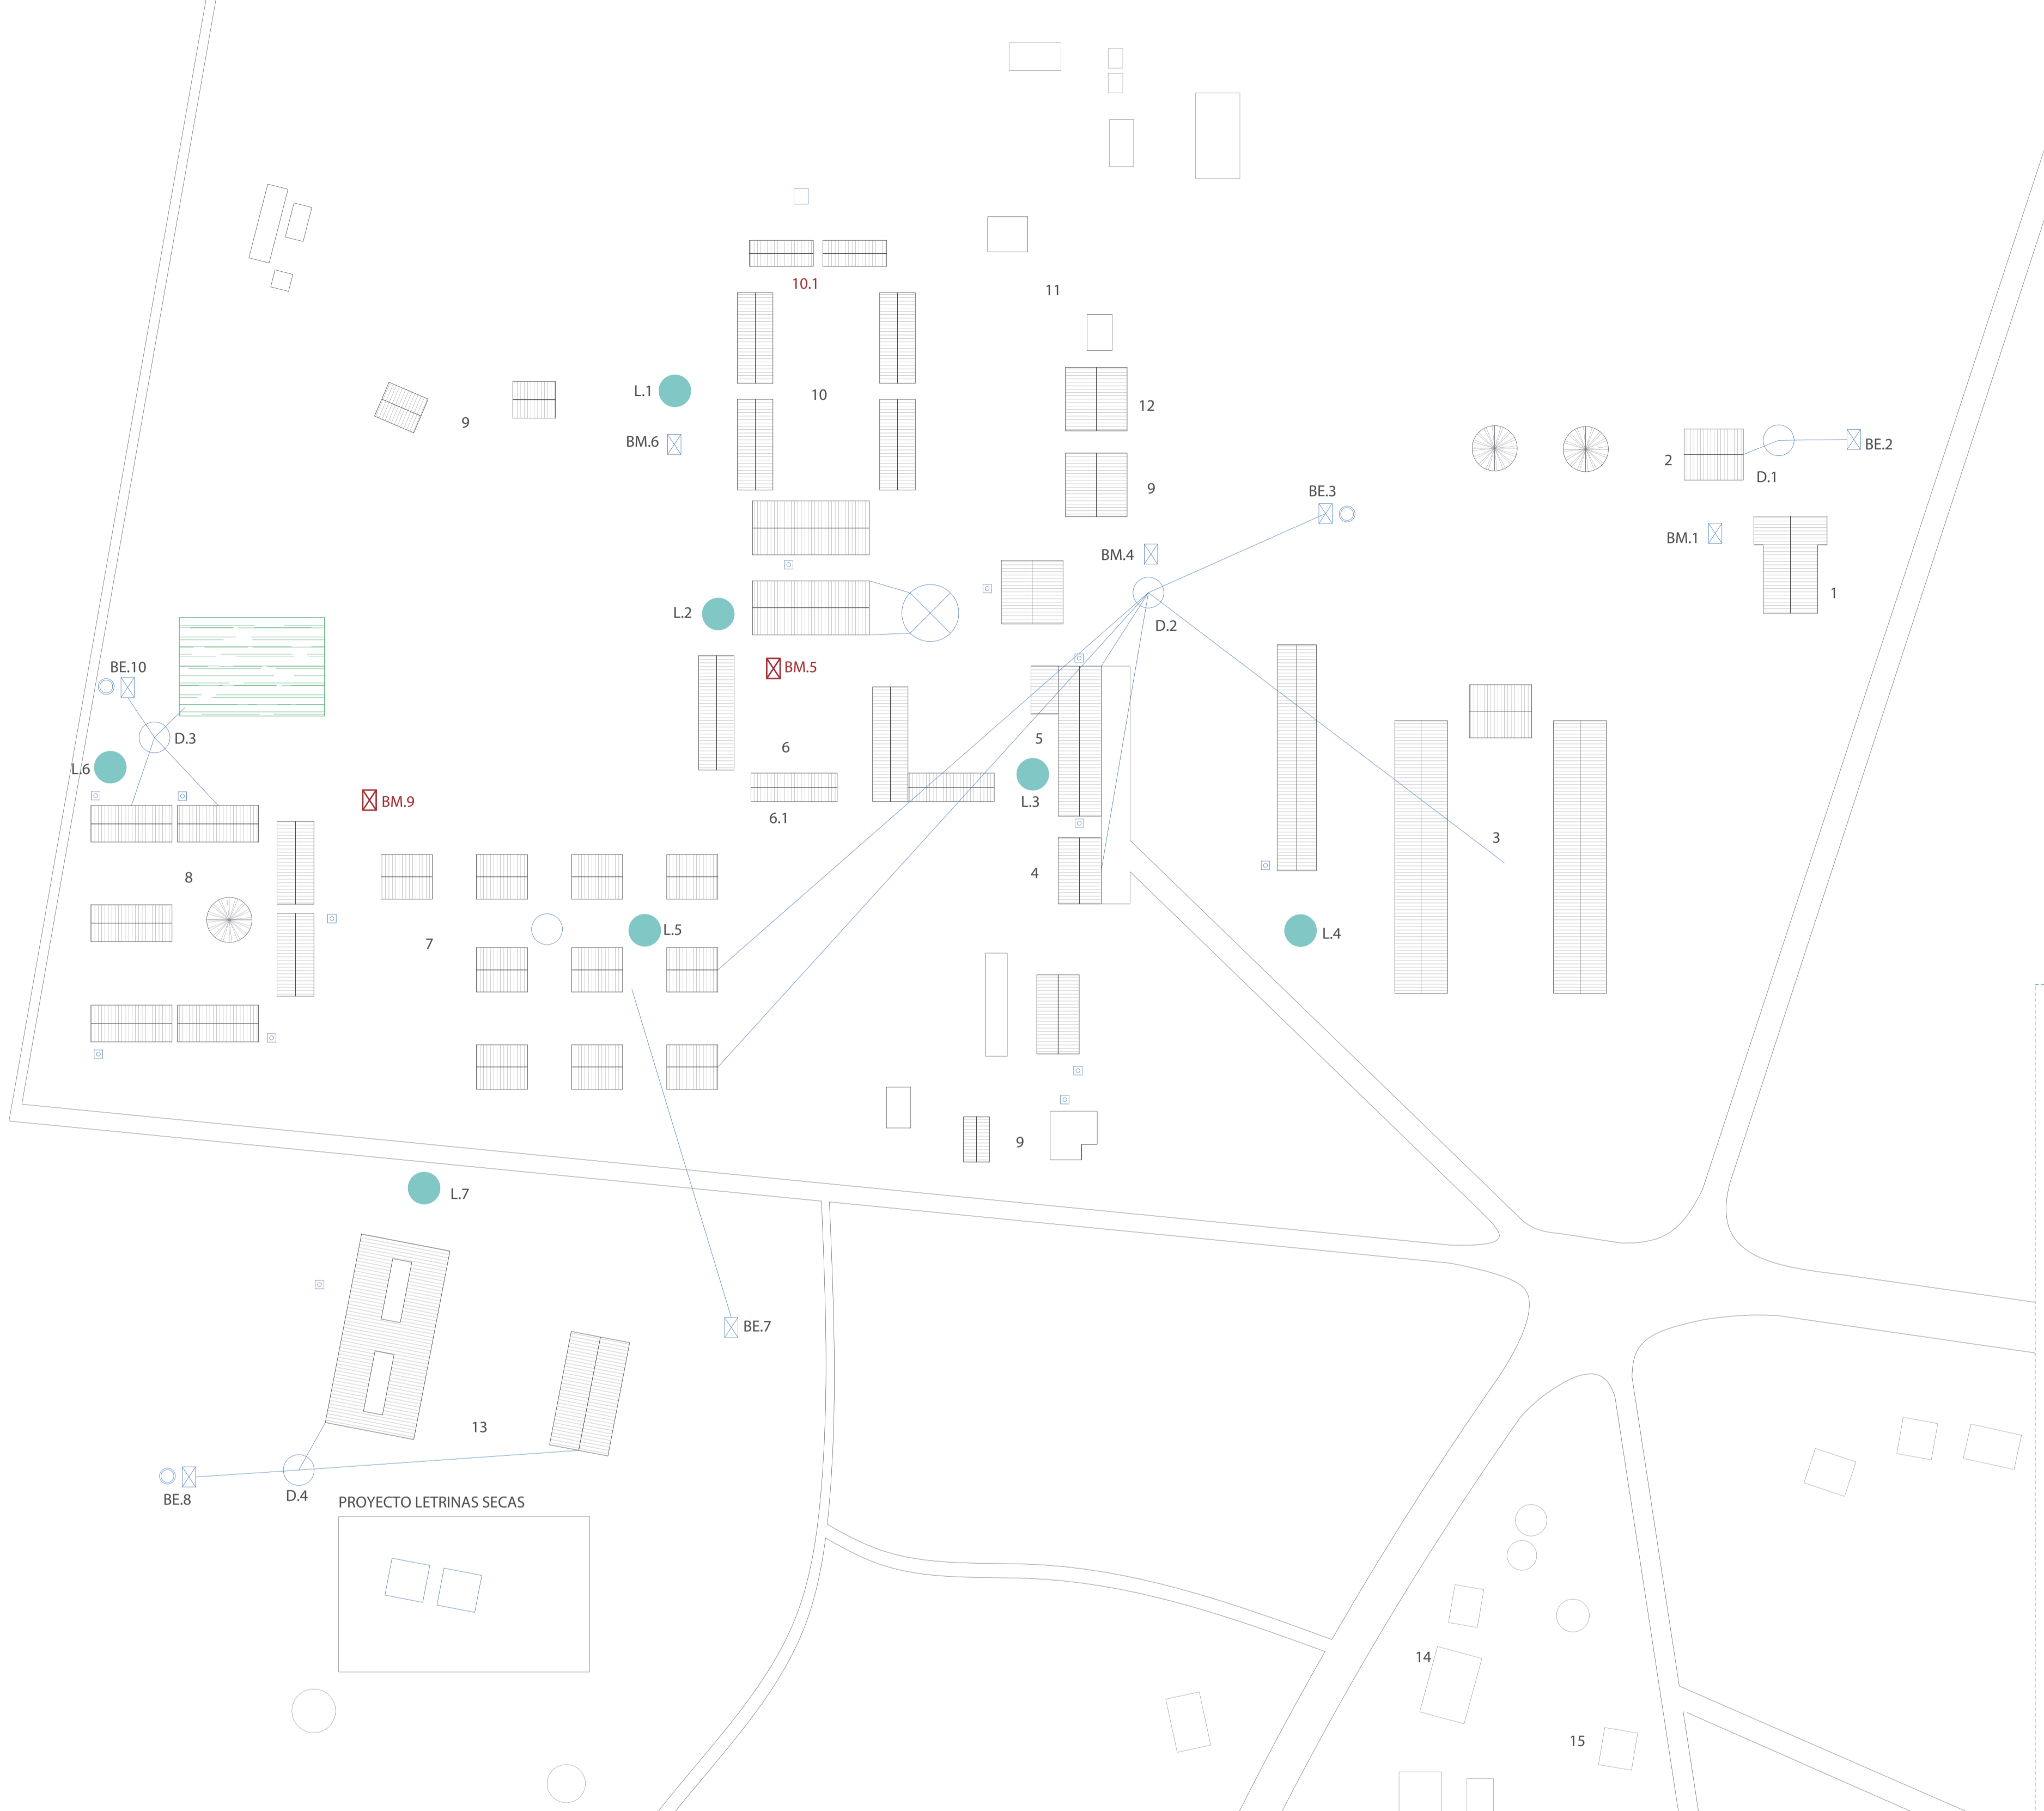 10.1
11
L.1
10
12
9
BM.6
BE.2
2
D.1
9
BE.3
BM.1
BM.4
1
L.2
D.2
BE.10
BM.5
D.3
5
6
L.6
BM.9
L.3
6.1
3
8
4
L.5
L.4
7
9
L.7
BE.7
13
BE.8
D.4
PROYECTO LETRINAS SECAS
14
15